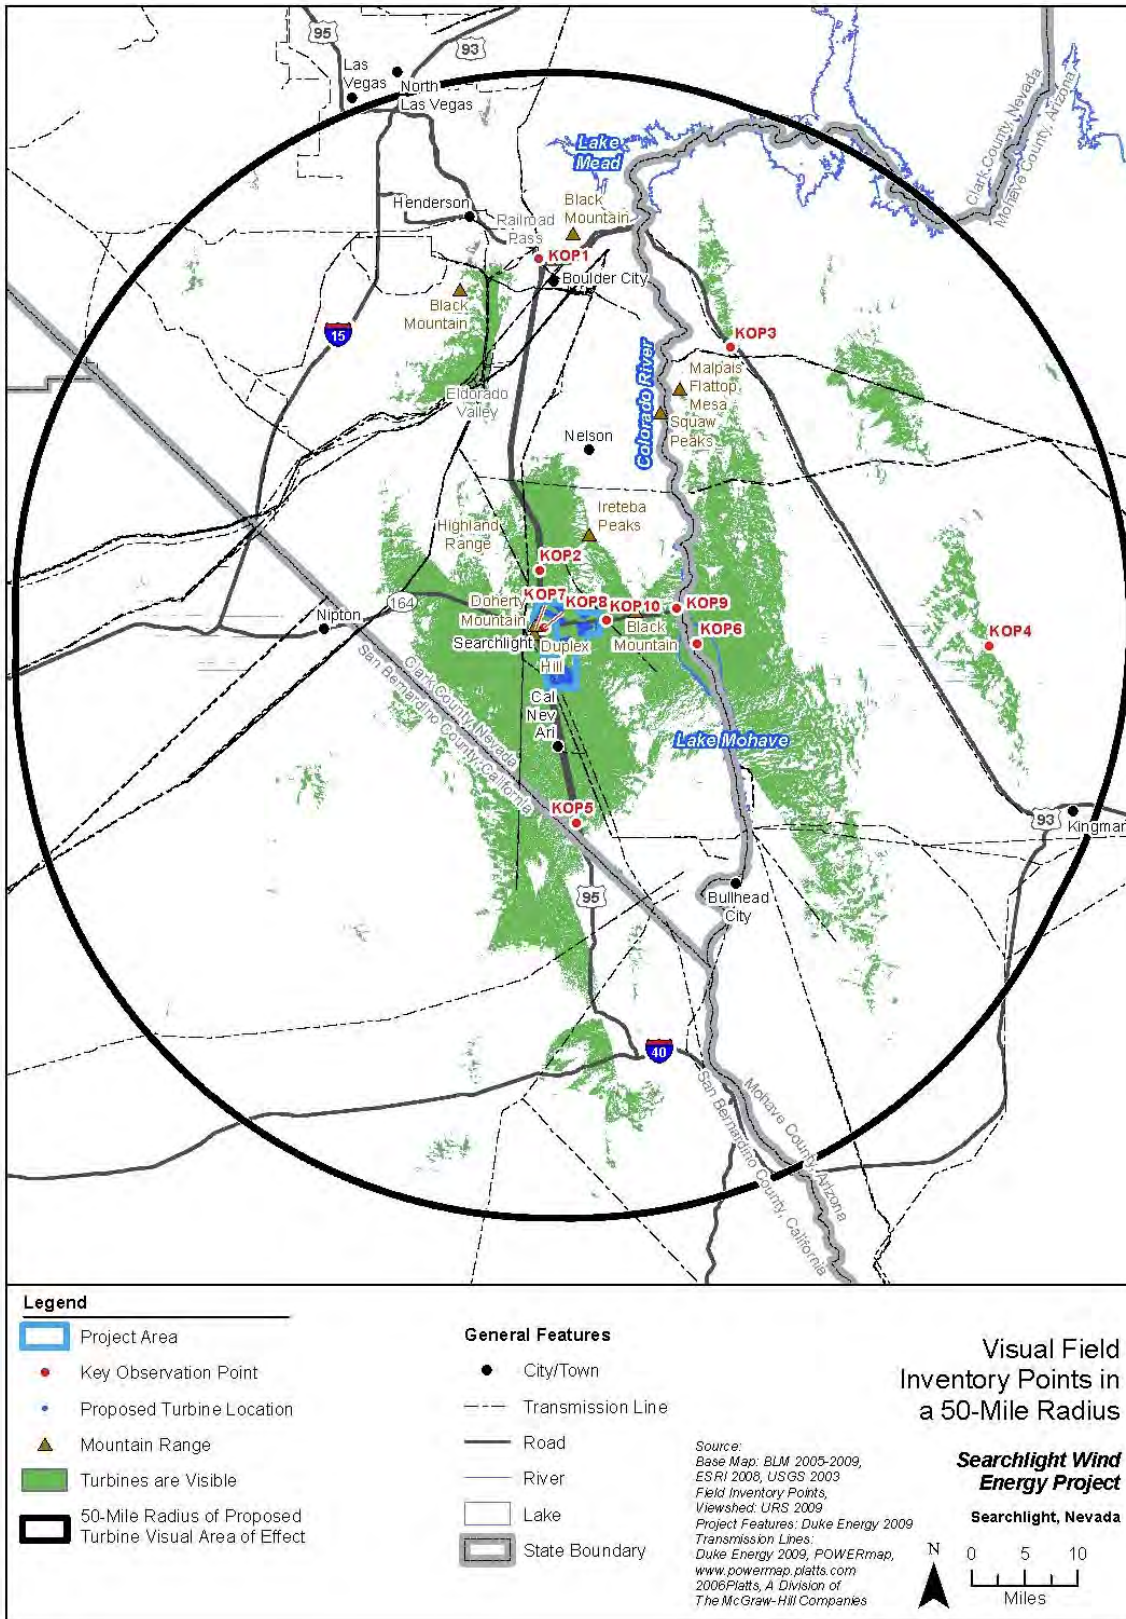 95
93
Las
Vegas
North
Las Vegas
Clark County, Nevada
Mohave County, Arizona
Lake
Mead
Henderson
Railroad
Pass
Black
Mountain
KOP1
Boulder City
Black
Mountain
15
KOP3
Eldorado
Valley
Colorado River
Malpais
Flattop
Mesa
Squaw
Peaks
Nelson
Highland
Range
Ireteba
Peaks
KOP2
KOP7
KOP8
KOP10
KOP9
164
Nipton
Doherty
Mountain
Searchlight
Duplex
Hill
Black
Mountain
KOP6
KOP4
Cal
Nev
Ari
Clark County, Nevada
San Bernardino County, California
Lake Mohave
KOP5
93
Kingman
95
Bullhead
City
40
Mohave County, Arizona
San Bernardino County, California
Legend
Project Area
Key Observation Point
Proposed Turbine Location
Mountain Range
Turbines are Visible
50-Mile Radius of Proposed
Turbine Visual Area of Effect
General Features
City/Town
Transmission Line
Road
River
Lake
State Boundary
Source:
Base Map: BLM 2005-2009,
ESRI 2008, USGS 2003
Field Inventory Points,
Viewshed: URS 2009
Project Features: Duke Energy 2009
Transmission Lines:
Duke Energy 2009, POWERmap,
www.powermap.platts.com
2006Platts, A Division of
The McGraw-Hill Companies
Visual Field
Inventory Points in
a 50-Mile Radius
Searchlight Wind
Energy Project
Searchlight, Nevada
N
0 5 10
Miles